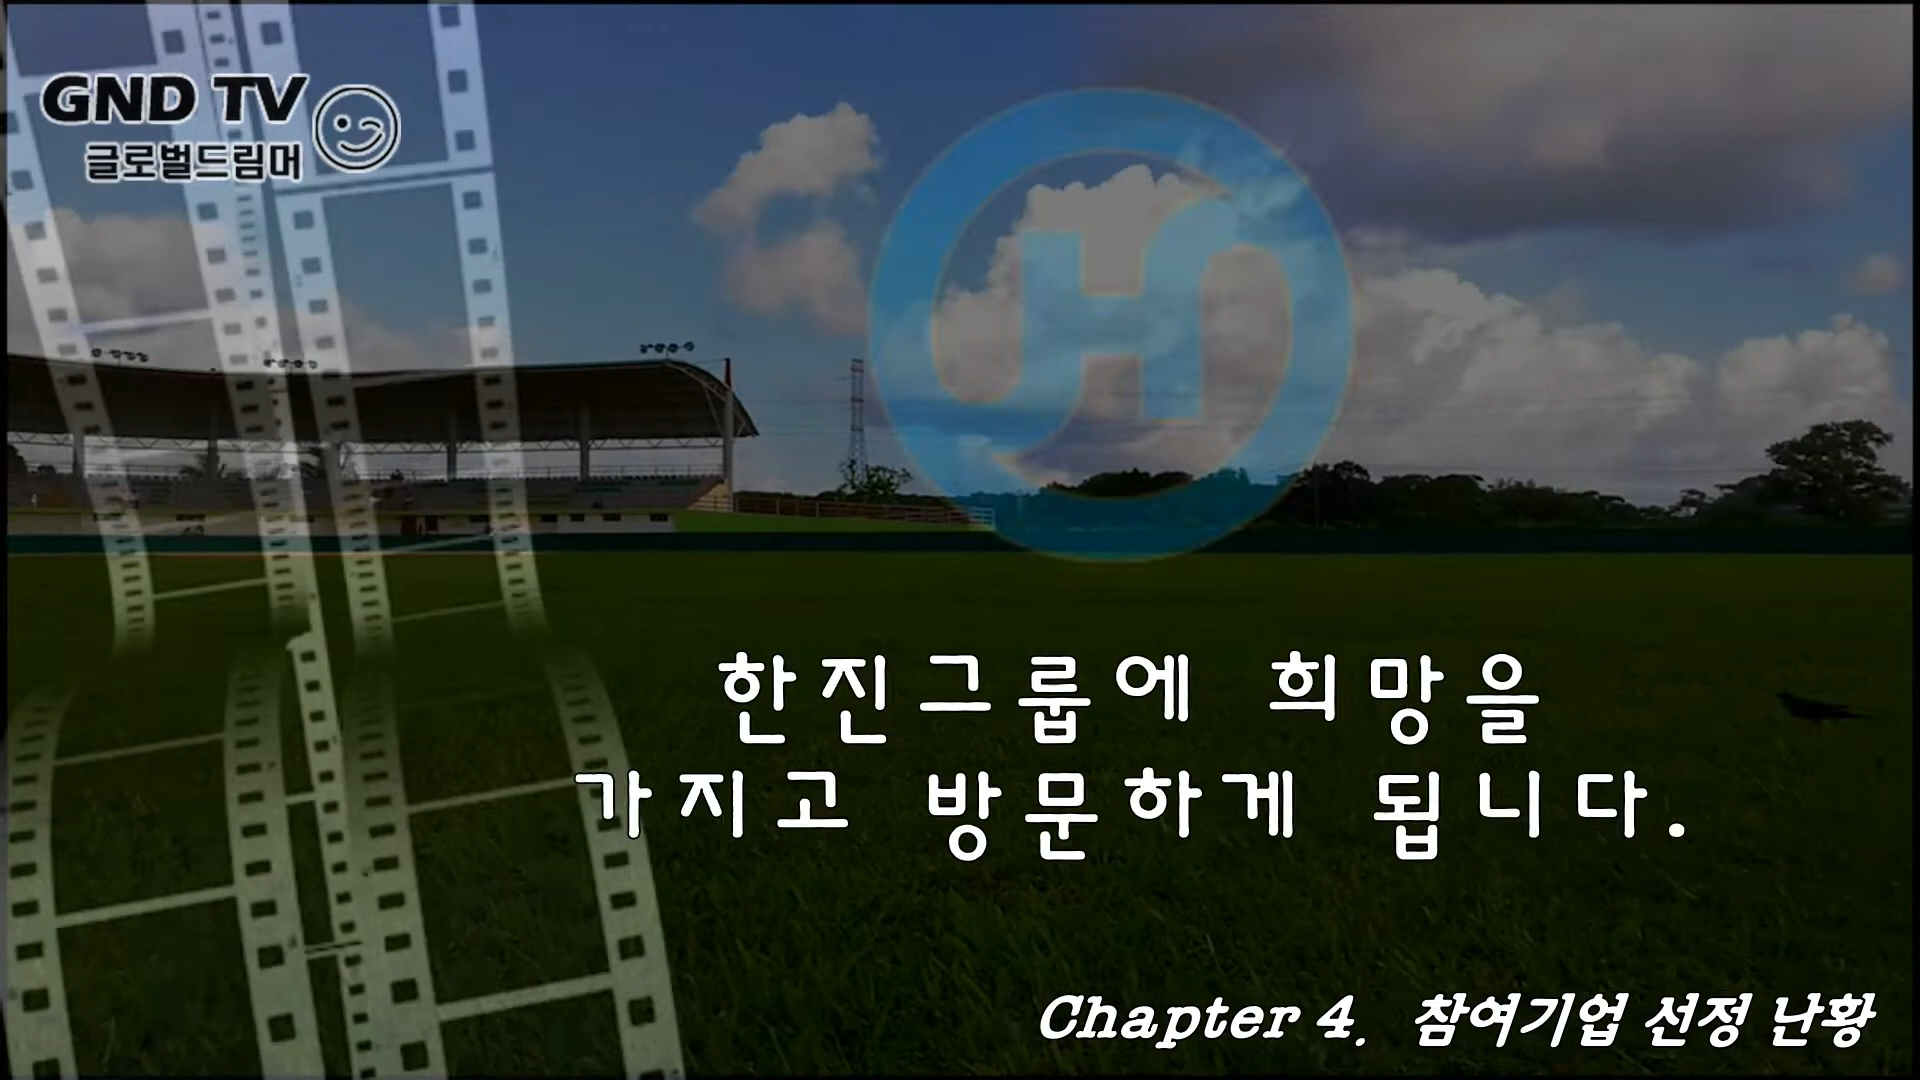 GND TV
글로벌드림머
한진그룹에 희망을
가지고 방문하게 됩니다.
Chapter 4. 참여기업 선정 난황